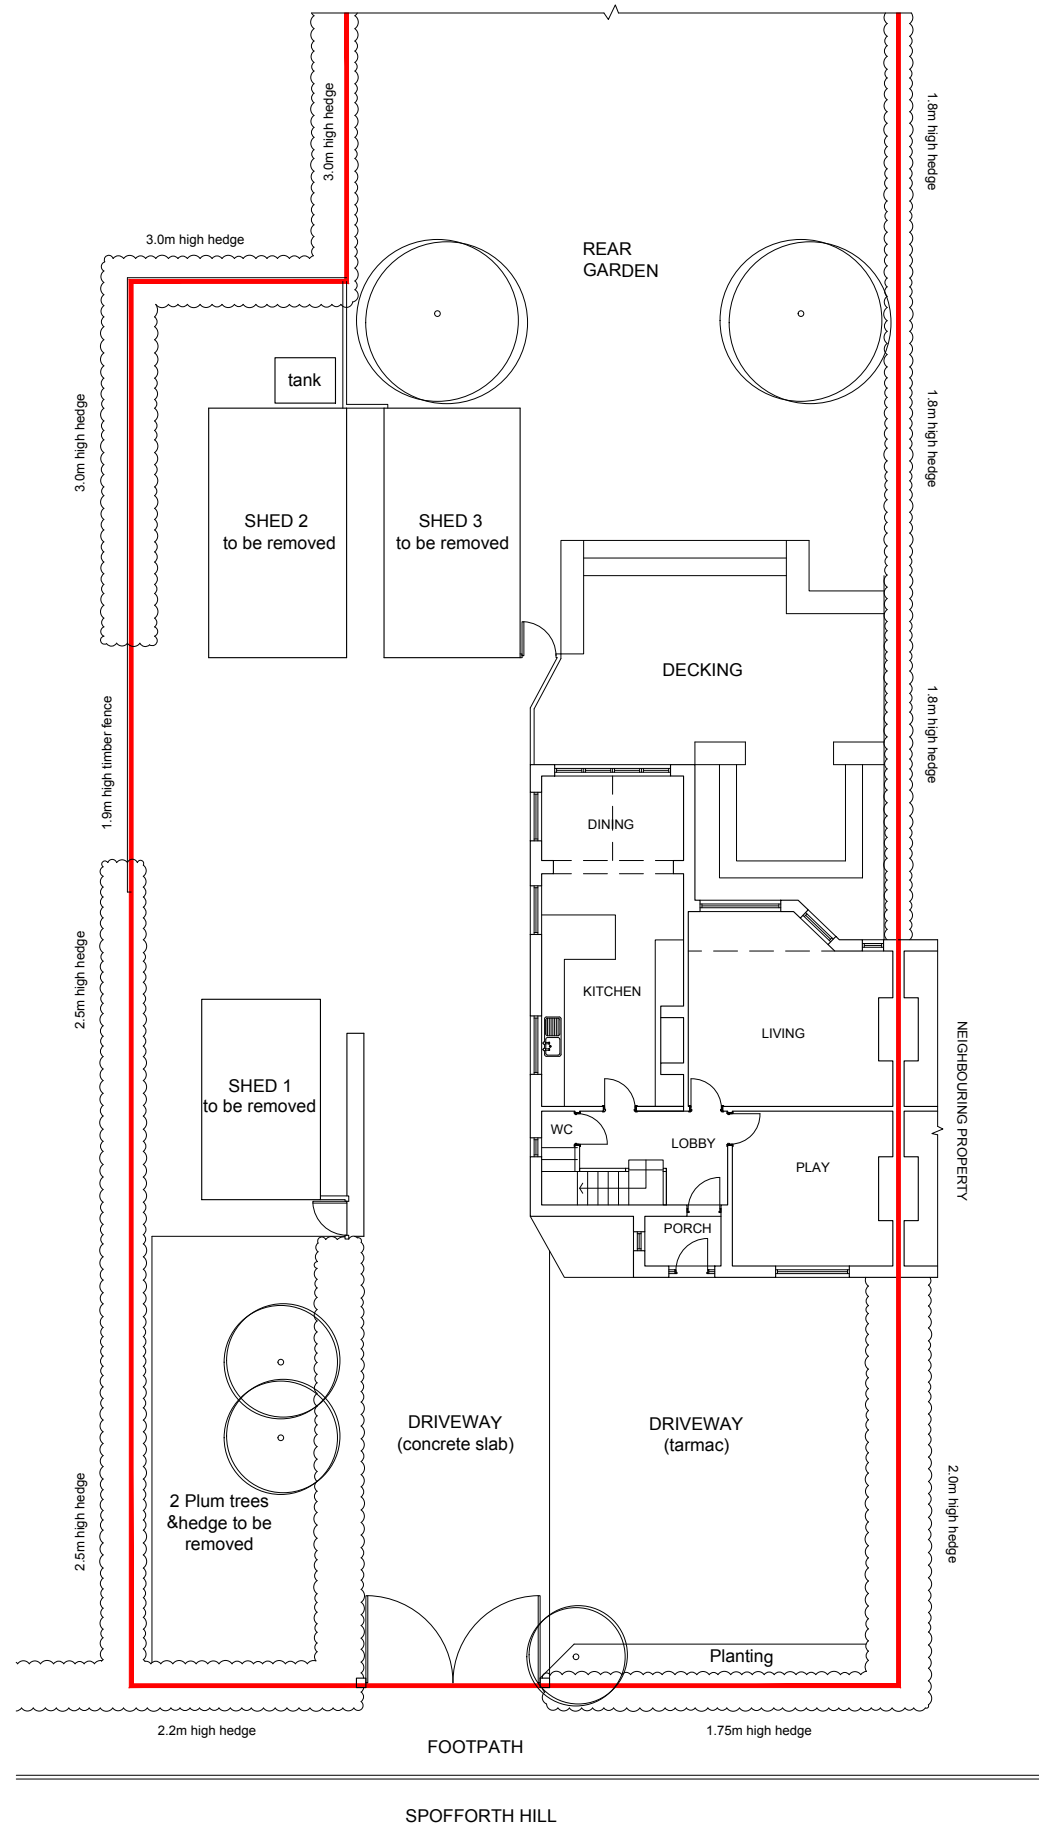 3.0m high hedge
1.8m high hedge
3.0m high hedge
REAR
GARDEN
tank
3.0m high hedge
1.8m high hedge
SHED 2
to be removed
SHED 3
to be removed
DECKING
1.9m high timber fence
1.8m high hedge
DINING
2.5m high hedge
KITCHEN
LIVING
NEIGHBOURING PROPERTY
SHED 1
to be removed
WC
LOBBY
PLAY
PORCH
DRIVEWAY
(concrete slab)
DRIVEWAY
(tarmac)
2.5m high hedge
2 Plum trees
&hedge to be
removed
2.0m high hedge
Planting
2.2m high hedge
1.75m high hedge
FOOTPATH
SPOFFORTH HILL